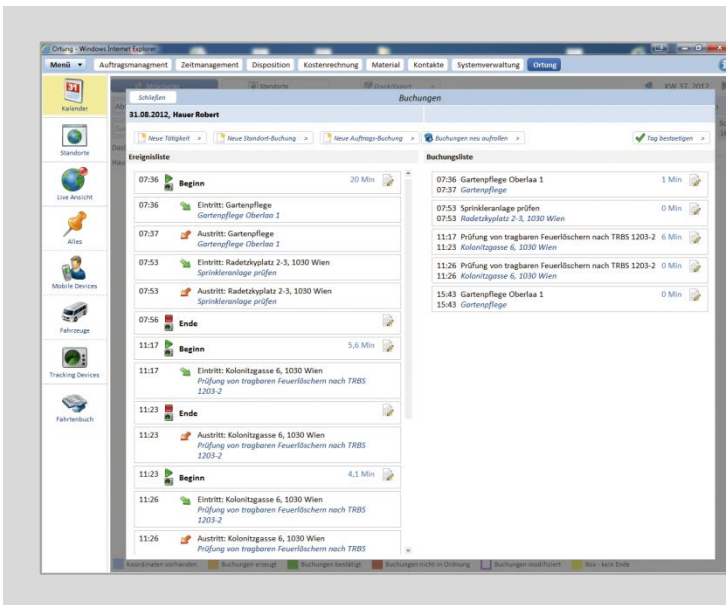 Ortung - Windows Internet Explorer
Menü
Auftragsmanagment
Zeitmanagement
Disposition
Kostenrechnung
Material
Kontakte
Systemverwaltung
Ortung
Kalender
Standorte
Live Ansicht
Alles
Mobile Devices
Fahrzeuge
Tracking Devices
Fahrtenbuch
Standorte
Druck/Export
KW 37, 2012
Schließen
Buchungen
31.08.2012, Hauer Robert
Neue Tätigkeit >
Neue Standort-Buchung >
Neue Auftrags-Buchung >
Buchungen neu aufrollen >
Tag bestaetigen >
Ereignisliste
07:36 Beginn 20 Min
07:36 Eintritt: Gartenpflege
Gartenpflege Oberlaa 1
07:37 Austritt: Gartenpflege
Gartenpflege Oberlaa 1
07:53 Eintritt: Radetzkyplatz 2-3, 1030 Wien
Sprinkleranlage prüfen
07:53 Austritt: Radetzkyplatz 2-3, 1030 Wien
Sprinkleranlage prüfen
07:56 Ende
11:17 Beginn 5,6 Min
11:17 Eintritt: Kolonitzgasse 6, 1030 Wien
Prüfung von tragbaren Feuerlöschern nach TRBS
1203-2
11:23 Ende
11:23 Austritt: Kolonitzgasse 6, 1030 Wien
Prüfung von tragbaren Feuerlöschern nach TRBS
1203-2
11:23 Beginn 4,1 Min
11:26 Eintritt: Kolonitzgasse 6, 1030 Wien
Prüfung von tragbaren Feuerlöschern nach TRBS
1203-2
11:26 Austritt: Kolonitzgasse 6, 1030 Wien
Prüfung von tragbaren Feuerlöschern nach TRBS
Buchungsliste
07:36 Gartenpflege Oberlaa 1 1 Min
07:37 Gartenpflege
07:53 Sprinkleranlage prüfen 0 Min
07:53 Radetzkyplatz 2-3, 1030 Wien
11:17 Prüfung von tragbaren Feuerlöschern nach TRBS 1203-2 6 Min
11:23 Kolonitzgasse 6, 1030 Wien
11:26 Prüfung von tragbaren Feuerlöschern nach TRBS 1203-2 0 Min
11:26 Kolonitzgasse 6, 1030 Wien
15:43 Gartenpflege Oberlaa 1 0 Min
15:43 Gartenpflege
Koordinaten vorhanden
Buchungen erzeugt
Buchungen bestätigt
Buchungen nicht in Ordnung
Buchungen modifiziert
Box - kein Ende